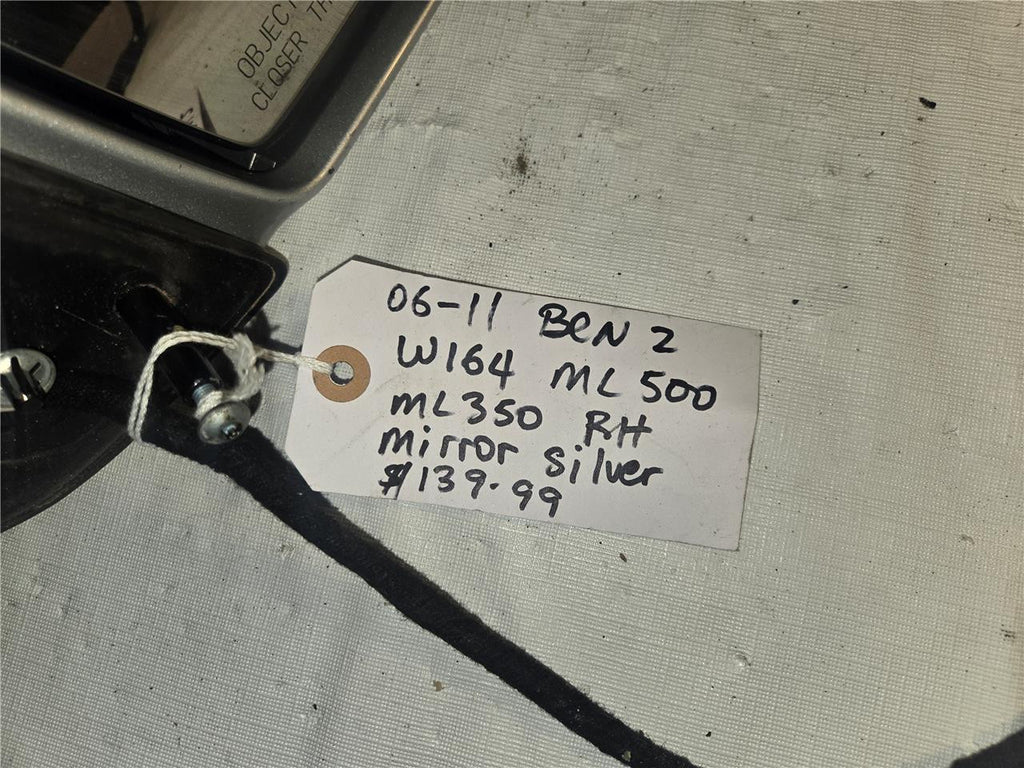 OBJECT
CLOSER TH
06-11 BEN Z
W164 ML 500
ML350 RH
Mirror Silver
$139.99